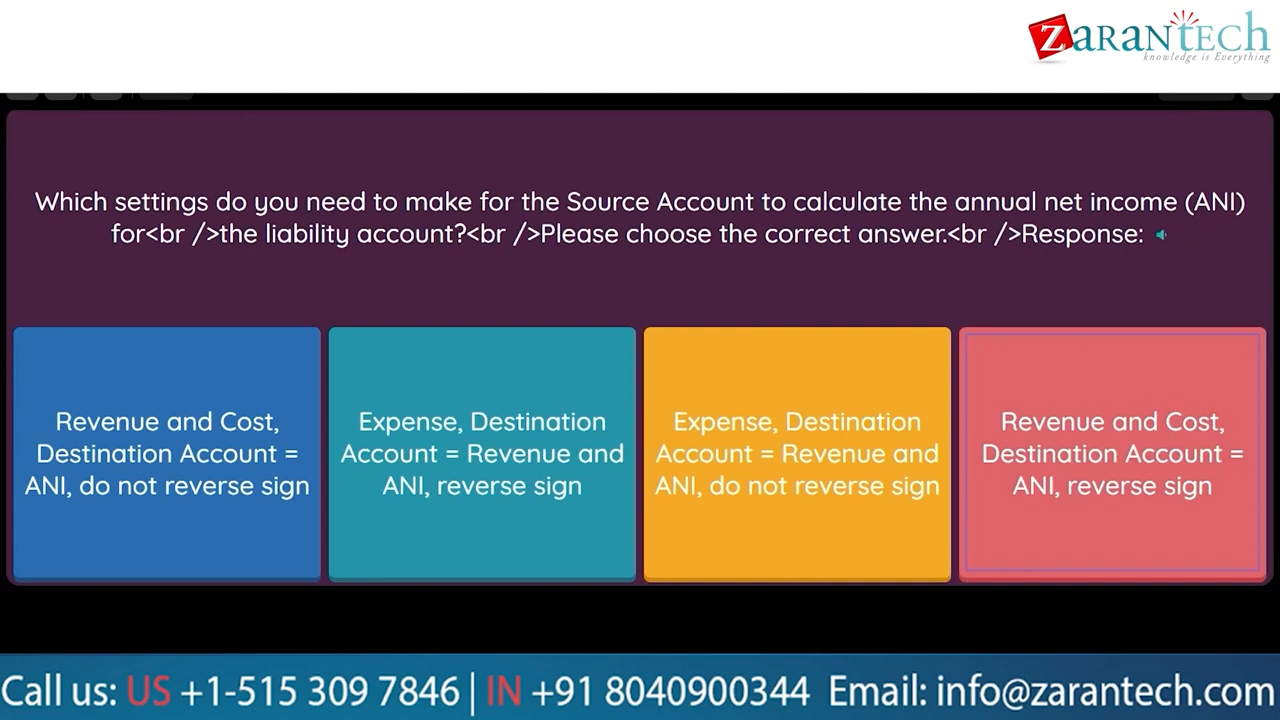 ZARANTECH
knowledge is Everything
Which settings do you need to make for the Source Account to calculate the annual net income (ANI)
for<br />the liability account?<br />Please choose the correct answer.<br />Response:
Revenue and Cost,
Destination Account =
ANI, do not reverse sign
Expense, Destination
Account = Revenue and
ANI, reverse sign
Expense, Destination
Account = Revenue and
ANI, do not reverse sign
Revenue and Cost,
Destination Account =
ANI, reverse sign
Call us: US +1-515 309 7846 | IN +91 8040900344 Email: info@zarantech.com